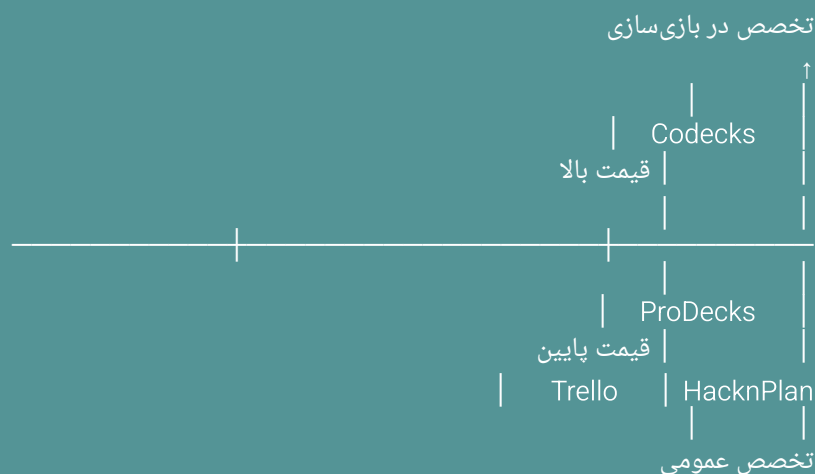 تخصص در بازی‌سازی
↑
Codecks
قیمت بالا
ProDecks
قیمت پایین
HacknPlan | Trello
تخصص عمومی